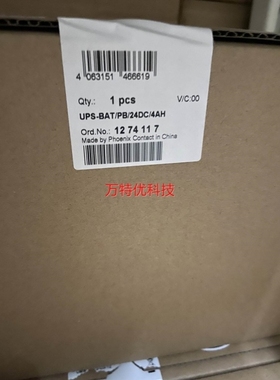 4 063151 466619
Qty.: 1 pcs V/C:00
UPS-BAT/PB/24DC/4AH
Ord.No.: 12 74 11 7
Made by Phoenix Contact in China
万特优科技